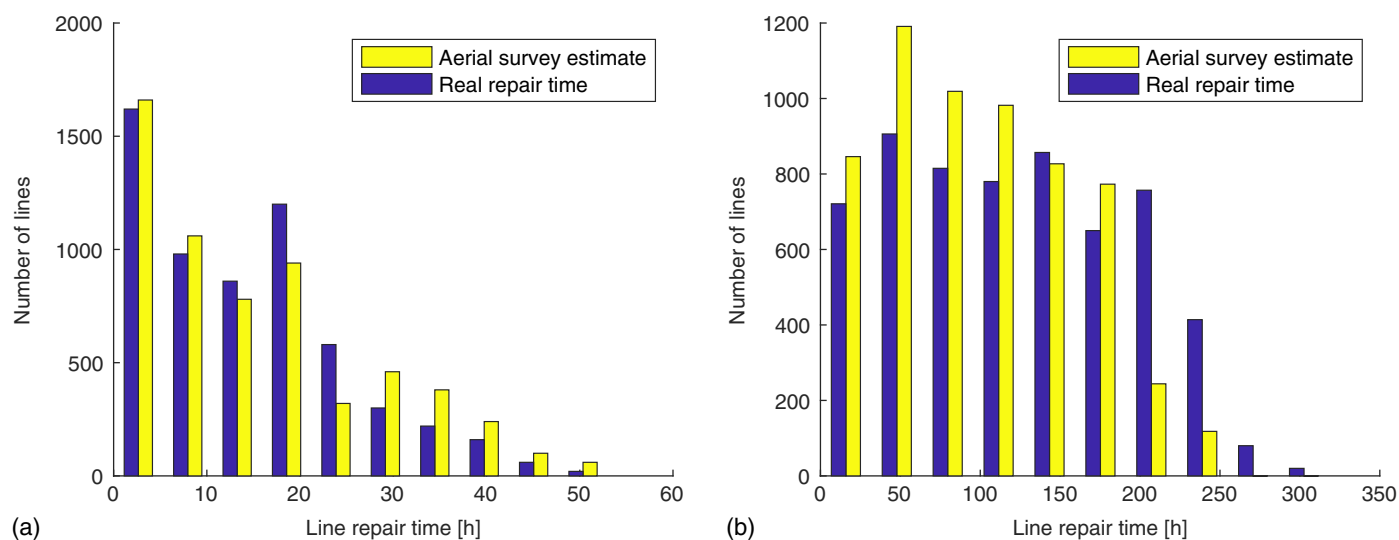 2000
1500
1000
500
0
Number of lines
Aerial survey estimate
Real repair time
0 10 20 30 40 50 60
Line repair time [h]
(a)
1200
1000
800
600
400
200
0
Number of lines
Aerial survey estimate
Real repair time
0 50 100 150 200 250 300 350
Line repair time [h]
(b)